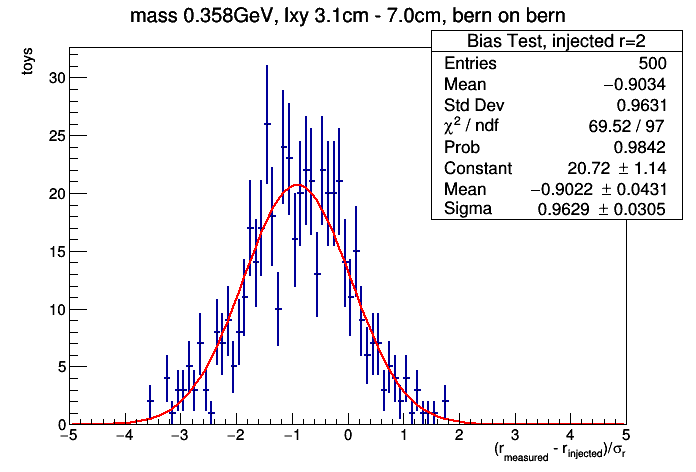 mass 0.358GeV, lxy 3.1cm - 7.0cm, bern on bern
Bias Test, injected r=2
Entries 500
Mean −0.9034
Std Dev 0.9631
χ² / ndf 69.52 / 97
Prob 0.9842
Constant 20.72 ± 1.14
Mean −0.9022 ± 0.0431
Sigma 0.9629 ± 0.0305
toys
30
25
20
15
10
5
0
−5 −4 −3 −2 −1 0 1 2 3 4 5
(r_measured - r_injected)/σ_r